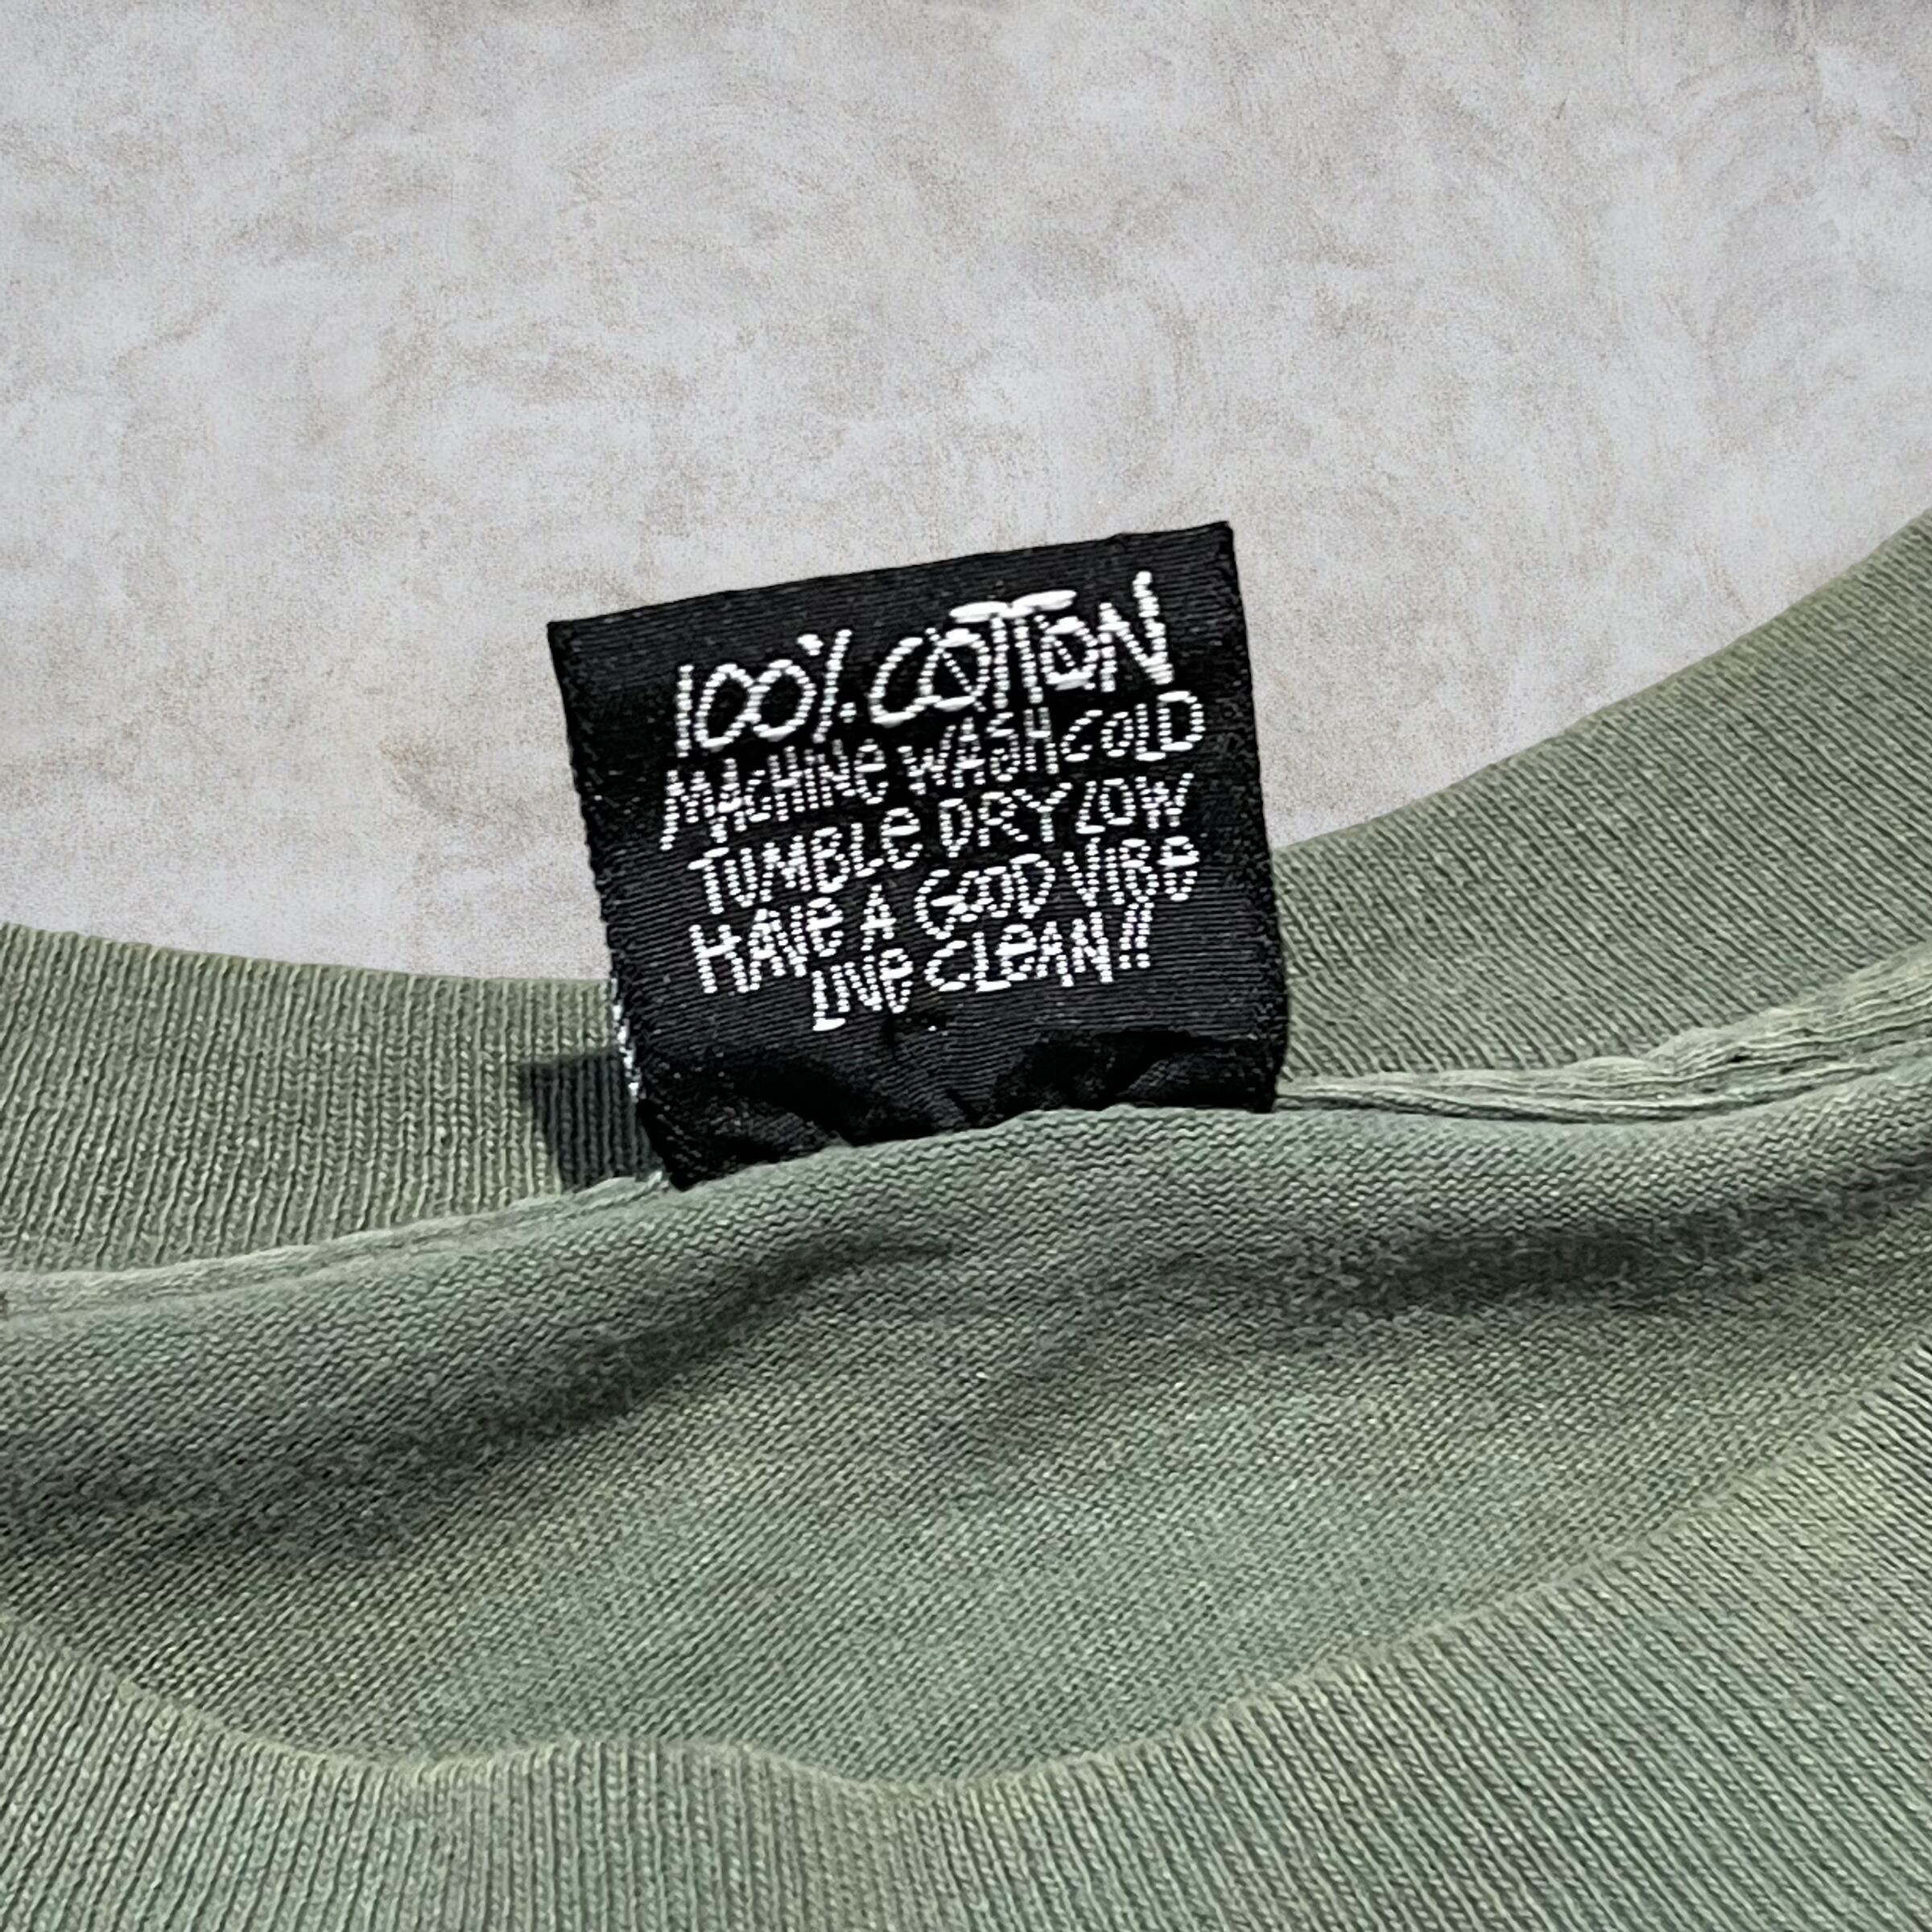 100% COTTON
MACHINE WASH COLD
TUMBLE DRY LOW
HAVE A GOOD VIBE
LIVE CLEAN!!